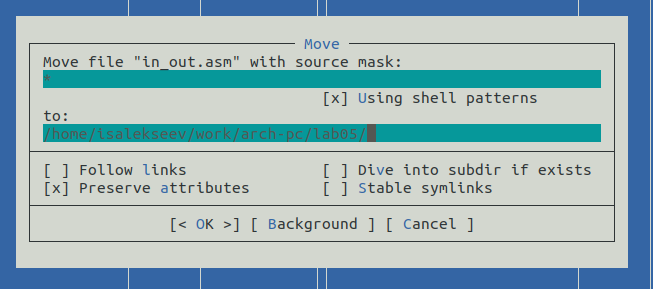 Move
Move file "in_out.asm" with source mask:
*
[x] Using shell patterns
to:
/home/isalekseev/work/arch-pc/lab05/
[ ] Follow links [ ] Dive into subdir if exists
[x] Preserve attributes [ ] Stable symlinks
[< OK >] [ Background ] [ Cancel ]